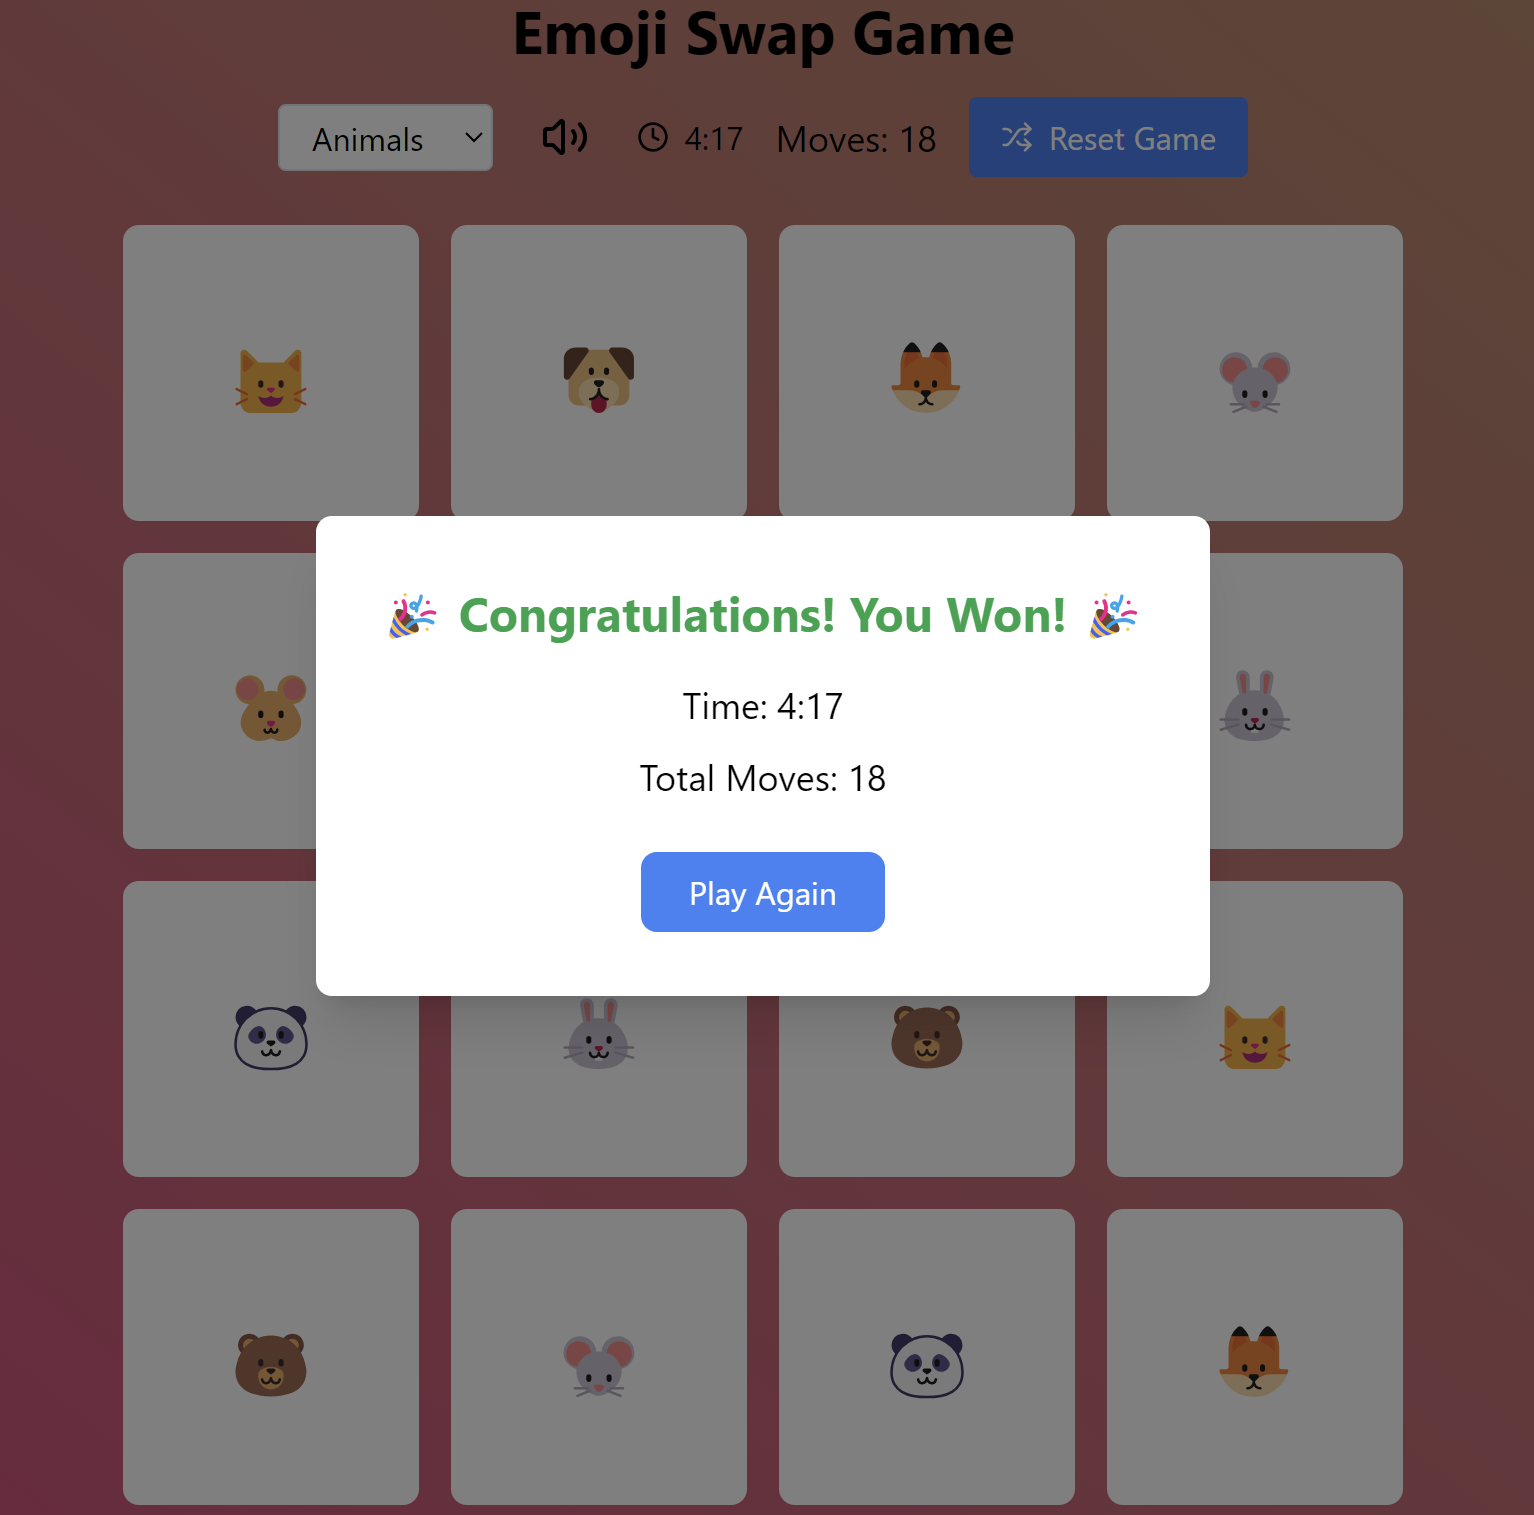 Emoji Swap Game
Animals 4:17 Moves: 18 Reset Game
🎉 Congratulations! You Won! 🎉
Time: 4:17
Total Moves: 18
Play Again